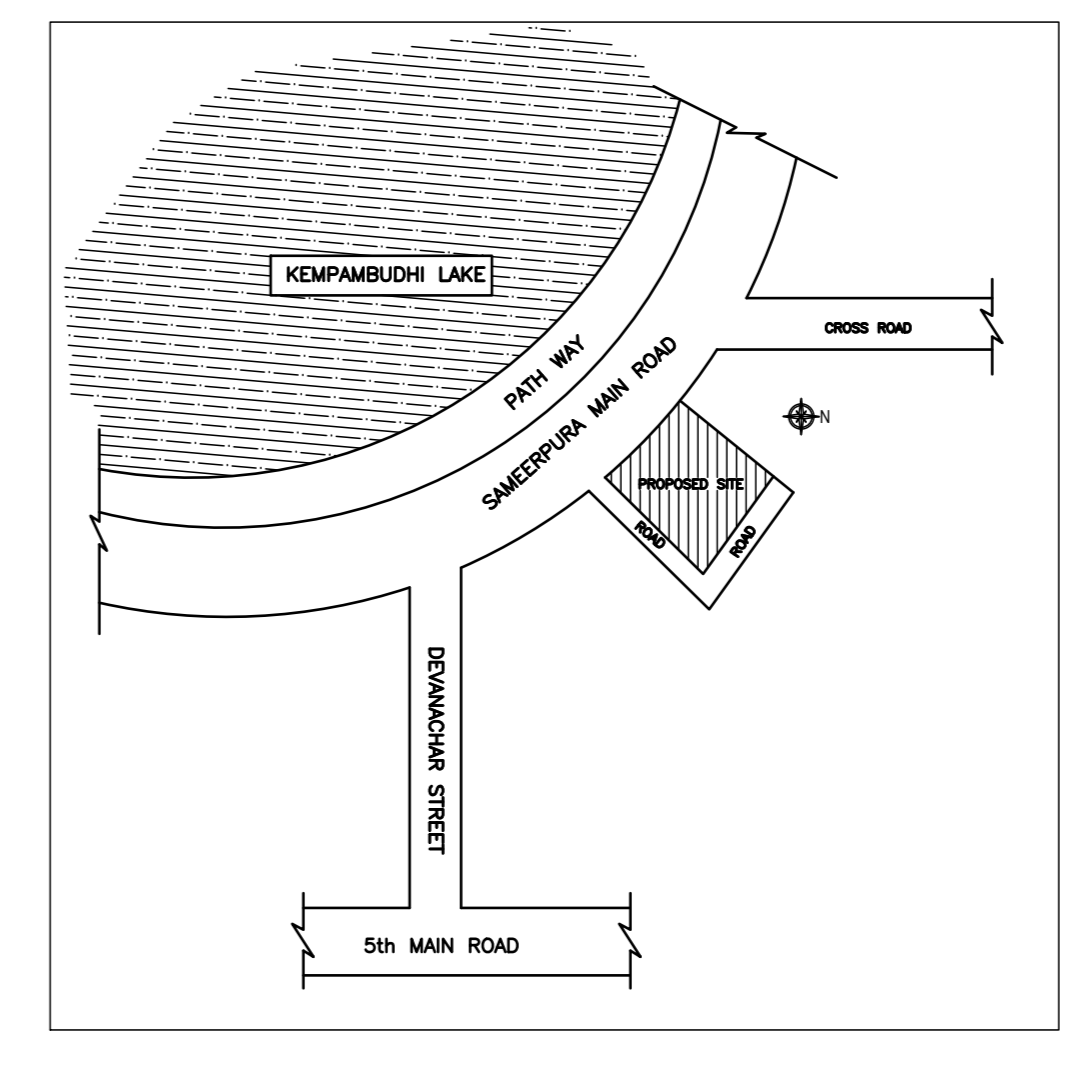 KEMPAMBUDHI LAKE
CROSS ROAD
PATH WAY
SAMEERPURA MAIN ROAD
N
PROPOSED SITE
ROAD
ROAD
DEVANACHAR STREET
5th MAIN ROAD